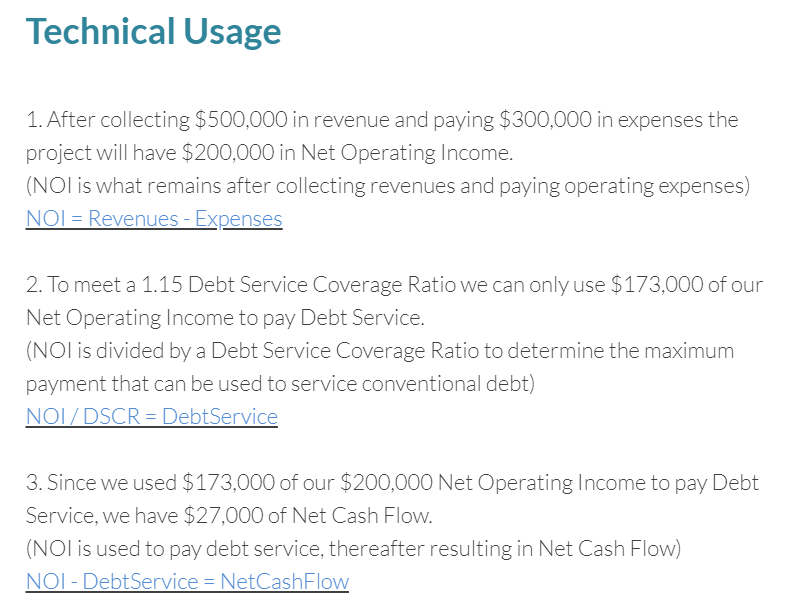 Technical Usage
1. After collecting $500,000 in revenue and paying $300,000 in expenses the
project will have $200,000 in Net Operating Income.
(NOI is what remains after collecting revenues and paying operating expenses)
NOI = Revenues - Expenses
2. To meet a 1.15 Debt Service Coverage Ratio we can only use $173,000 of our
Net Operating Income to pay Debt Service.
(NOI is divided by a Debt Service Coverage Ratio to determine the maximum
payment that can be used to service conventional debt)
NOI / DSCR = DebtService
3. Since we used $173,000 of our $200,000 Net Operating Income to pay Debt
Service, we have $27,000 of Net Cash Flow.
(NOI is used to pay debt service, thereafter resulting in Net Cash Flow)
NOI - DebtService = NetCashFlow